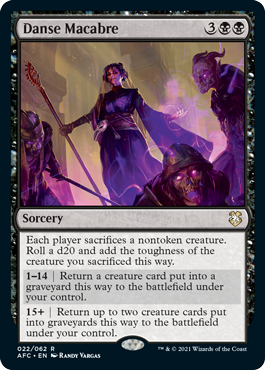 Danse Macabre 3
Sorcery
Each player sacrifices a nontoken creature.
Roll a d20 and add the toughness of the
creature you sacrificed this way.
1–14 | Return a creature card put into a
graveyard this way to the battlefield under
your control.
15+ | Return up to two creature cards put
into graveyards this way to the battlefield
under your control.
022/062 R
AFC • EN RANDY VARGAS
™ & © 2021 Wizards of the Coast